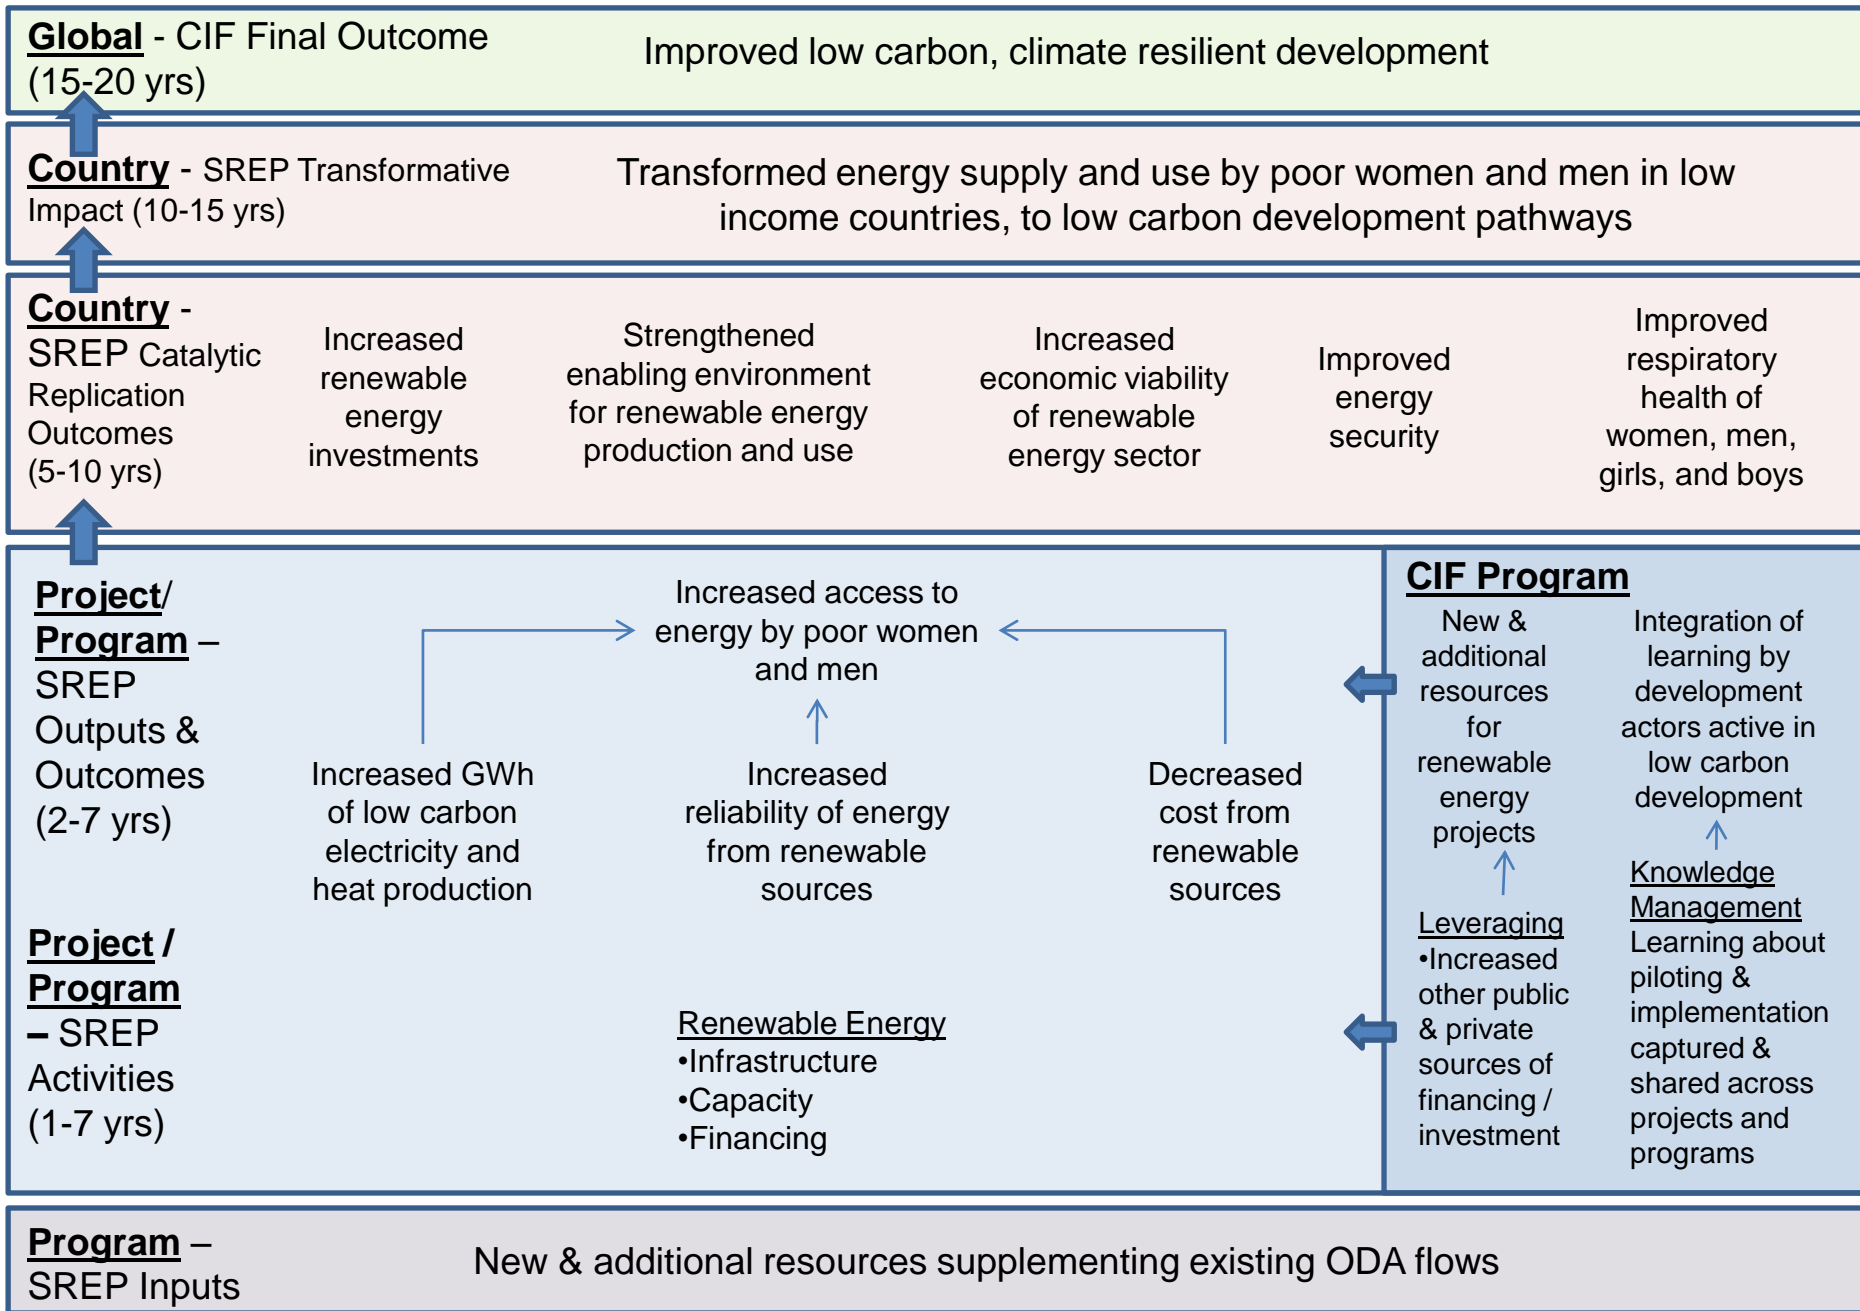 Global - CIF Final Outcome
(15-20 yrs)
Improved low carbon, climate resilient development
Country - SREP Transformative
Impact (10-15 yrs)
Transformed energy supply and use by poor women and men in low
income countries, to low carbon development pathways
Country -
SREP Catalytic
Replication
Outcomes
(5-10 yrs)
Increased
renewable
energy
investments
Strengthened
enabling environment
for renewable energy
production and use
Increased
economic viability
of renewable
energy sector
Improved
energy
security
Improved
respiratory
health of
women, men,
girls, and boys
Project/
Program –
SREP
Outputs &
Outcomes
(2-7 yrs)
Increased access to
energy by poor women
and men
Increased GWh
of low carbon
electricity and
heat production
Increased
reliability of energy
from renewable
sources
Decreased
cost from
renewable
sources
Project /
Program
– SREP
Activities
(1-7 yrs)
Renewable Energy
•Infrastructure
•Capacity
•Financing
CIF Program
New &
additional
resources
for
renewable
energy
projects
Integration of
learning by
development
actors active in
low carbon
development
Leveraging
•Increased
other public
& private
sources of
financing /
investment
Knowledge
Management
Learning about
piloting &
implementation
captured &
shared across
projects and
programs
Program –
SREP Inputs
New & additional resources supplementing existing ODA flows